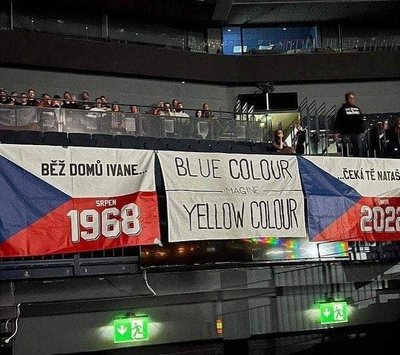 BĚŽ DOMŮ IVANE...
SRPEN
1968
BLUE COLOUR
IMAGINE
YELLOW COLOUR
...ČEKÁ TĚ NATAŠ
2022